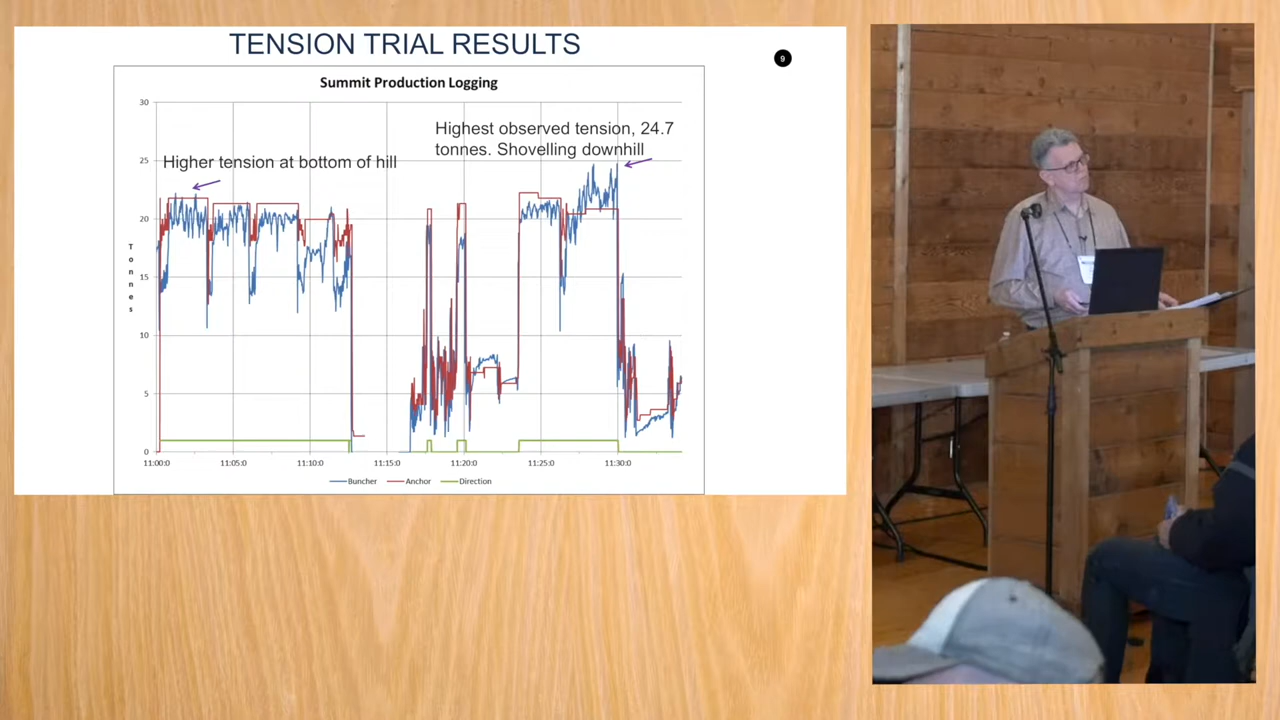 TENSION TRIAL RESULTS
9
Summit Production Logging
30
Highest observed tension, 24.7
tonnes. Shovelling downhill
Higher tension at bottom of hill
25
20
15
10
5
0
Tonnes
11:00:0
11:05:0
11:10:0
11:15:0
11:20:0
11:25:0
11:30:0
Buncher
Anchor
Direction